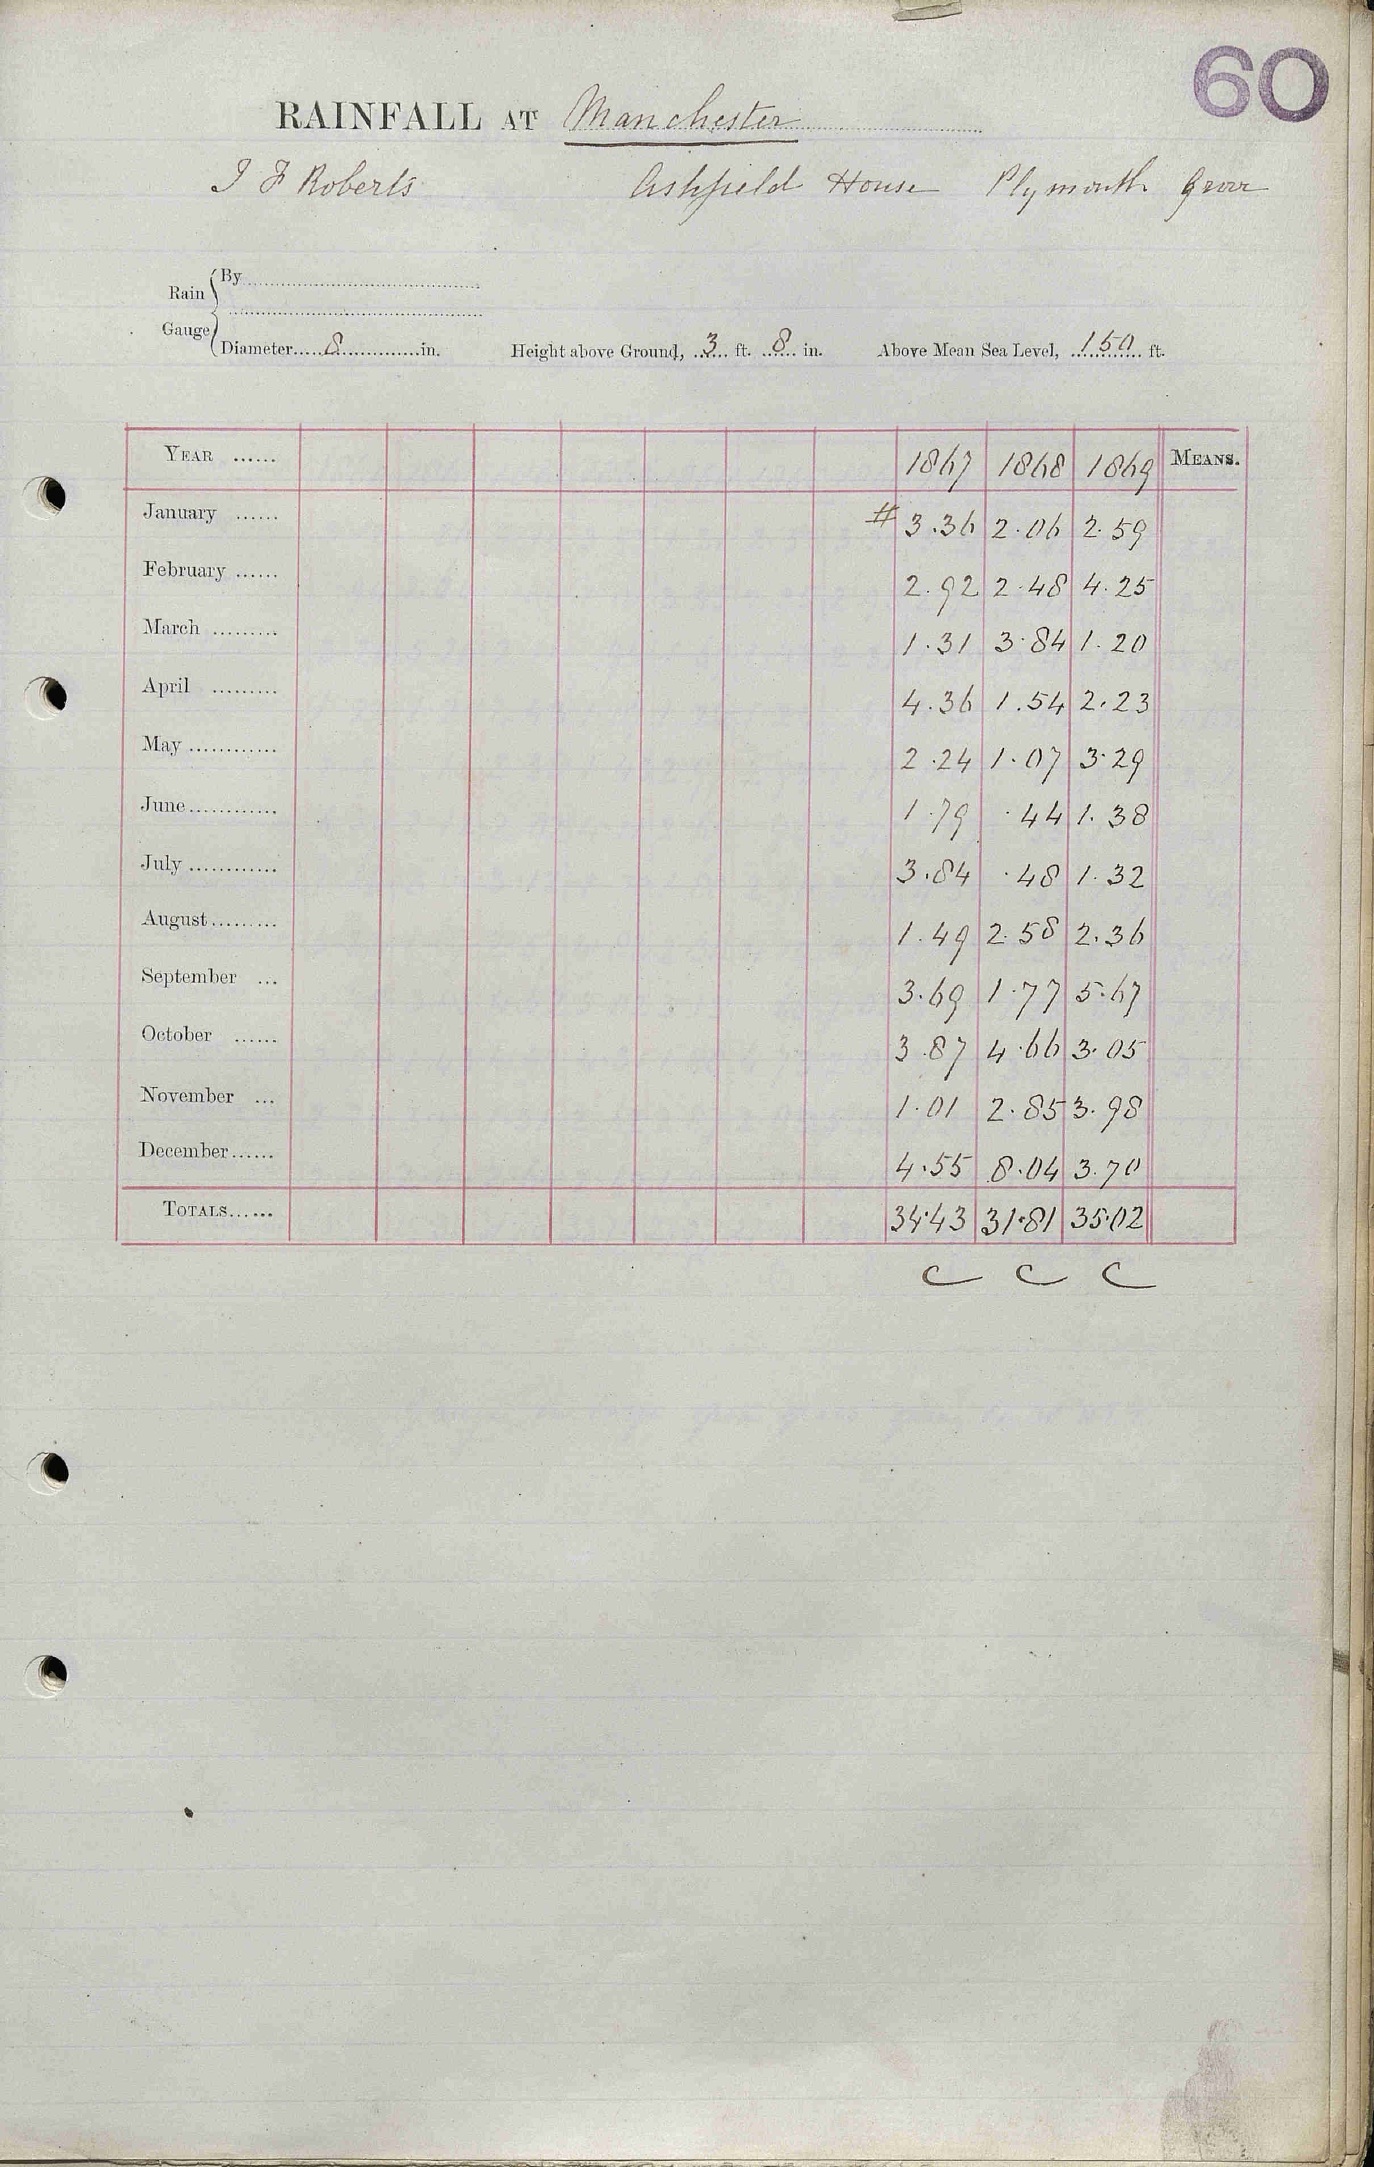 60
RAINFALL AT Manchester
J F Roberts Ashfield House Plymouth Grove
Rain Gauge
By
Diameter 8 in. Height above Ground, 3 ft. 8 in. Above Mean Sea Level, 150 ft.
YEAR ...... 1867 1868 1869 MEANS.
January ...... # 3.36 2.06 2.59
February ...... 2.92 2.48 4.25
March ......... 1.31 3.84 1.20
April ......... 4.36 1.54 2.23
May ............ 2.24 1.07 3.29
June ............ 1.79 .44 1.38
July ............ 3.84 .48 1.32
August ......... 1.49 2.58 2.36
September ... 3.69 1.77 5.67
October ...... 3.87 4.66 3.05
November ... 1.01 2.85 3.98
December ...... 4.55 8.04 3.70
TOTALS ...... 34.43 31.81 35.02
C C C